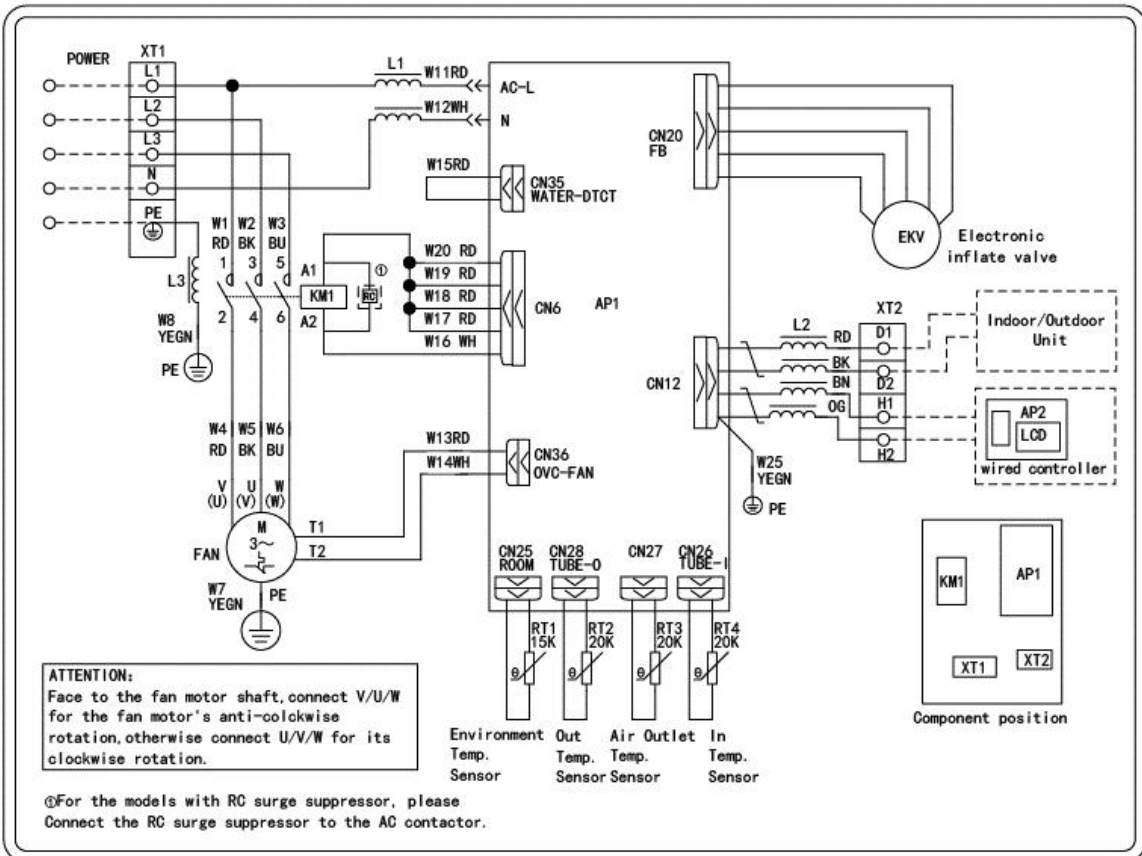 POWER
XT1
L1
L2
L3
N
PE
L1
W11RD
AC-L
W12WH
N
W15RD
CN35
WATER-DTCT
CN20
FB
EKV
Electronic
inflate valve
W1 W2 W3
RD BK BU
1 3 5
2 4 6
L3
W8
YEGN
PE
A1
KM1
A2
①
RC
W20 RD
W19 RD
W18 RD
W17 RD
W16 WH
CN6
AP1
CN12
L2
RD
BK
BN
OG
XT2
D1
D2
H1
H2
Indoor/Outdoor
Unit
AP2
LCD
wired controller
W25
YEGN
PE
W4 W5 W6
RD BK BU
V U W
(U) (V) (W)
M
3~
FAN
T1
T2
W7
YEGN
PE
W13RD
W14WH
CN36
OVC-FAN
CN25
ROOM
CN28
TUBE-O
CN27
CN26
TUBE-I
RT1
15K
RT2
20K
RT3
20K
RT4
20K
θ θ θ θ
Environment
Temp.
Sensor
Out
Temp.
Sensor
Air Outlet
Temp.
Sensor
In
Temp.
Sensor
KM1
AP1
XT1
XT2
Component position
ATTENTION:
Face to the fan motor shaft, connect V/U/W
for the fan motor's anti-colckwise
rotation, otherwise connect U/V/W for its
clockwise rotation.
①For the models with RC surge suppressor, please
Connect the RC surge suppressor to the AC contactor.